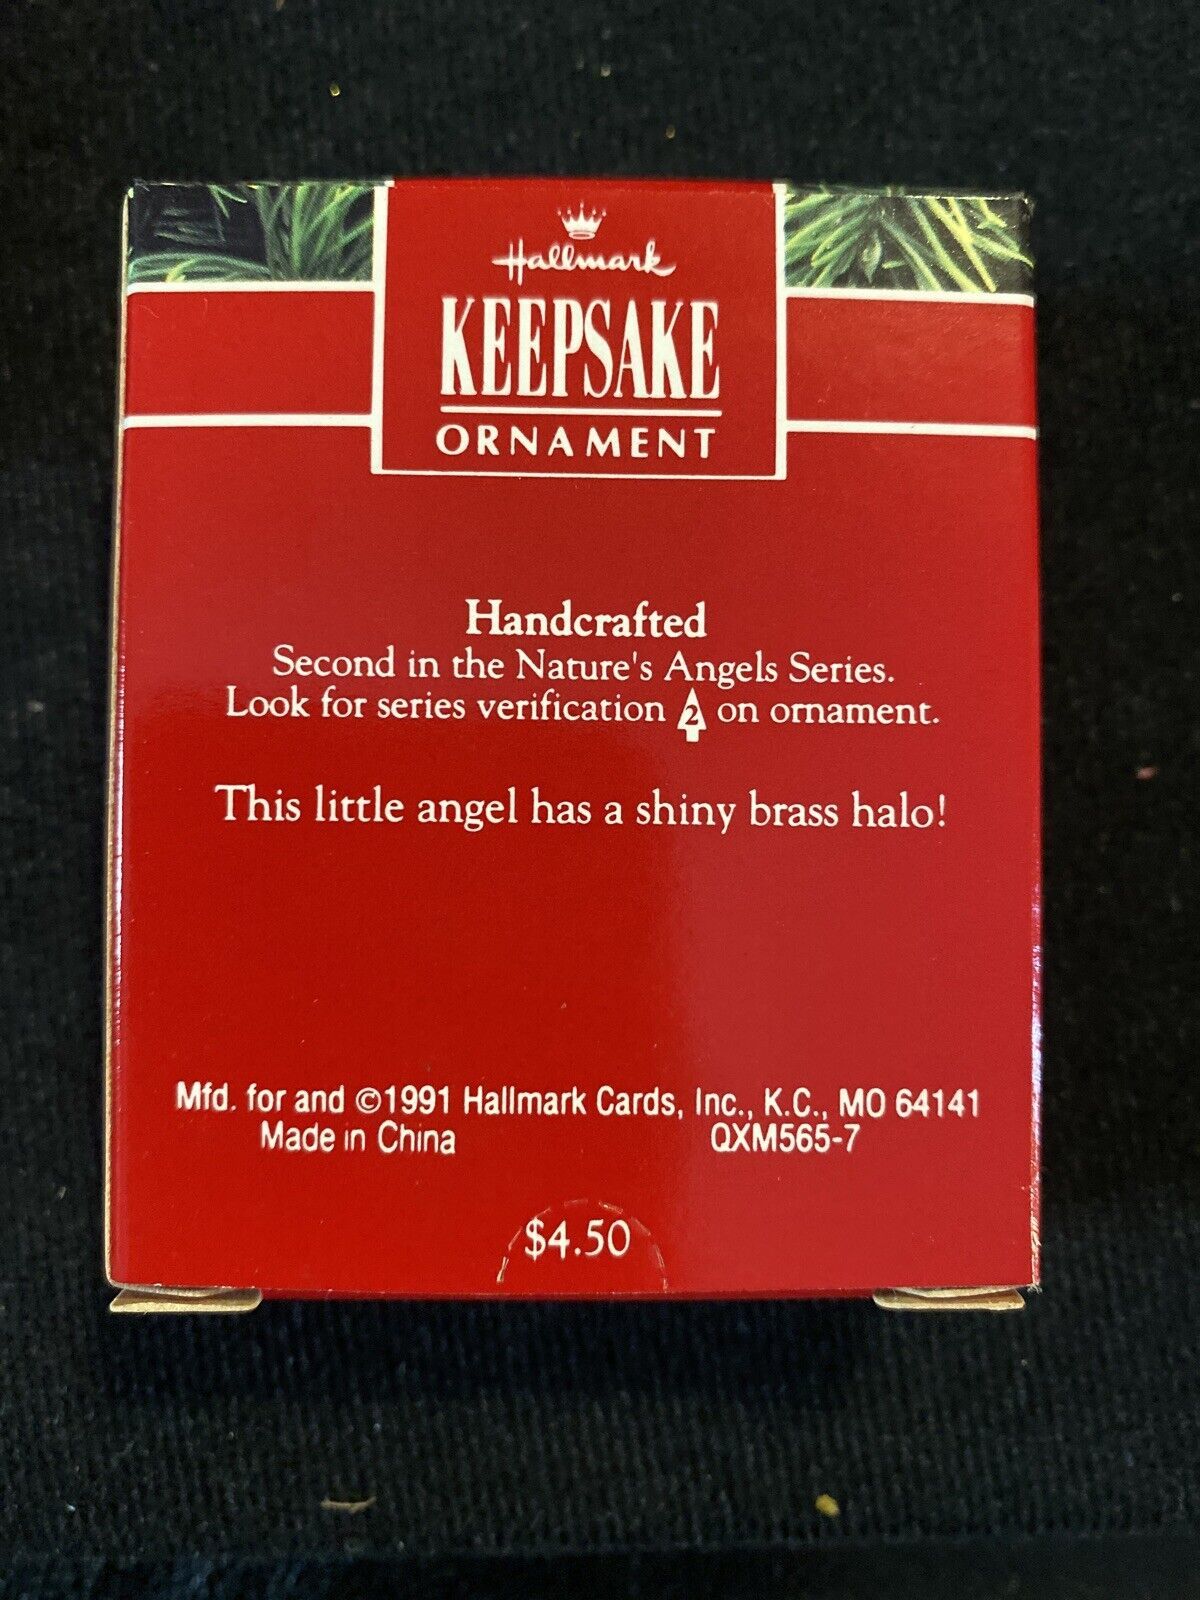 Hallmark
KEEPSAKE
ORNAMENT
Handcrafted
Second in the Nature's Angels Series.
Look for series verification 2 on ornament.
This little angel has a shiny brass halo!
Mfd. for and ©1991 Hallmark Cards, Inc., K.C., MO 64141
Made in China QXM565-7
$4.50